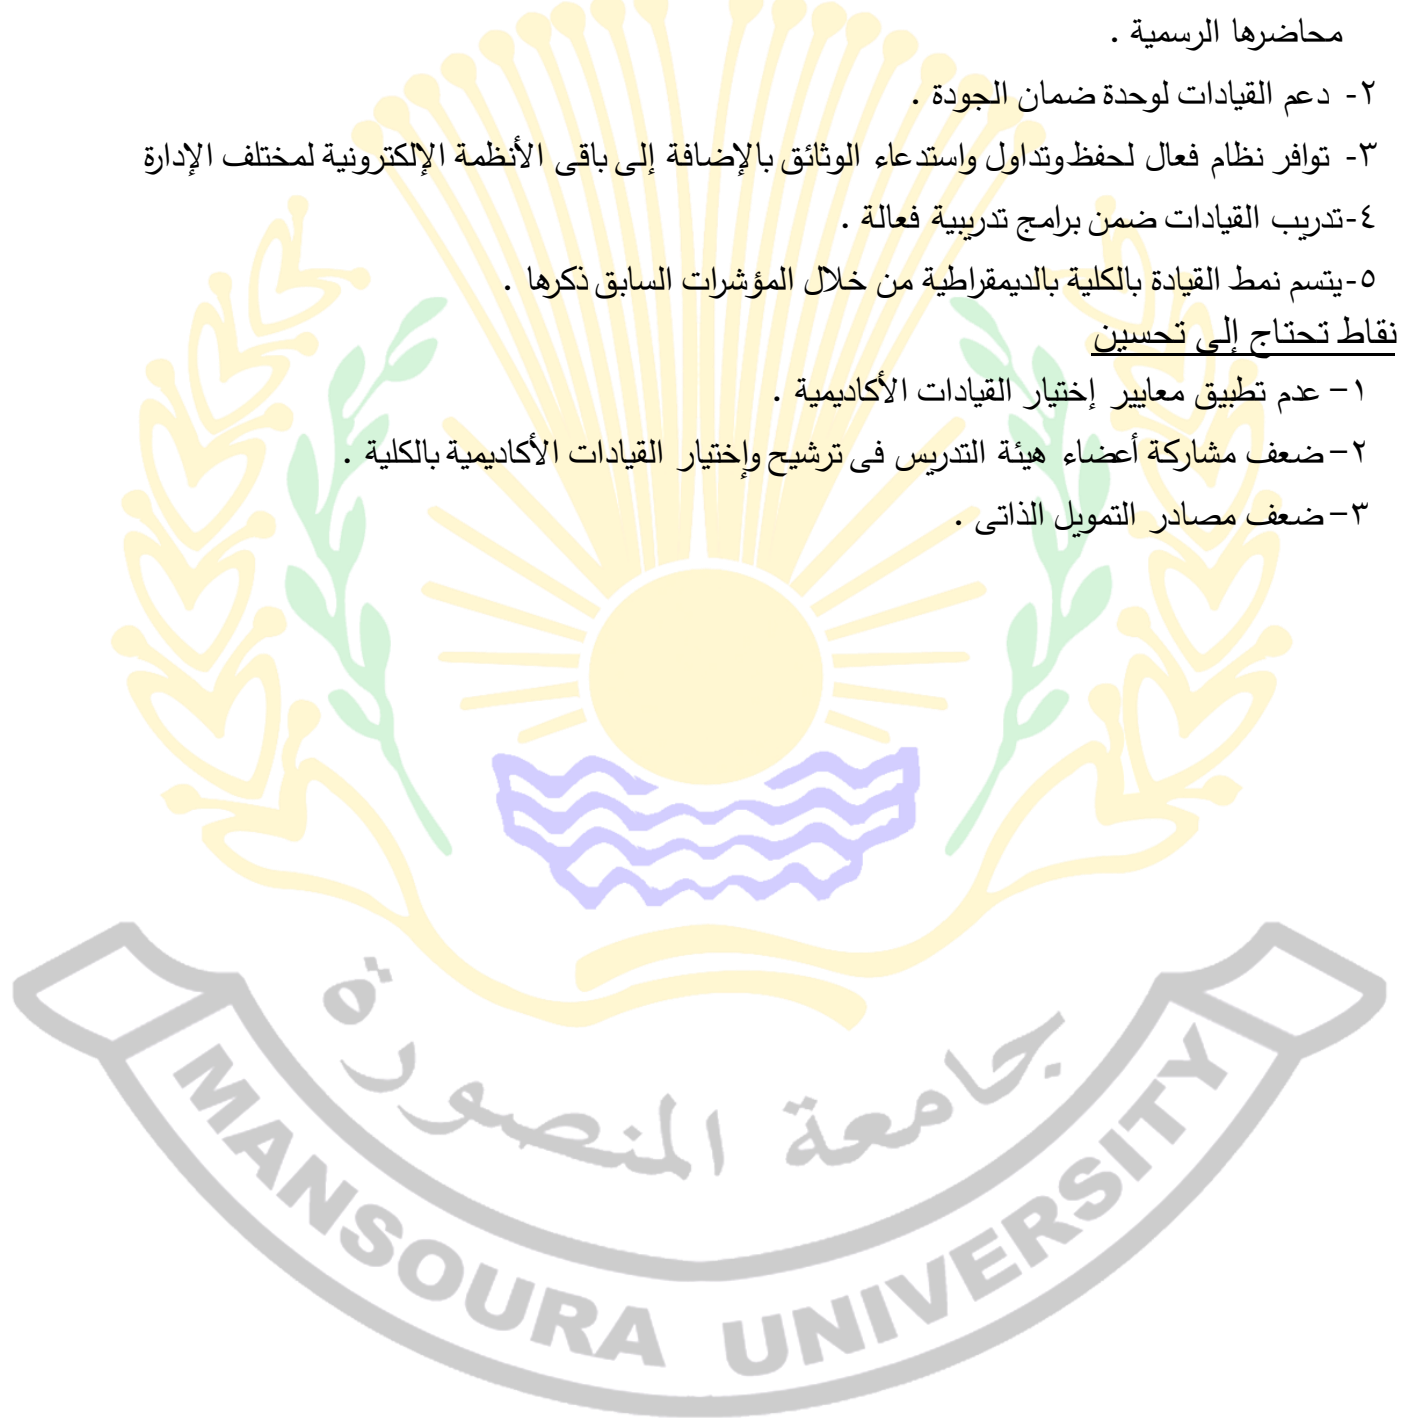 محاضرها الرسمية .
٢- دعم القيادات لوحدة ضمان الجودة .
٣- توافر نظام فعال لحفظ وتداول واستدعاء الوثائق بالإضافة إلى باقى الأنظمة الإلكترونية لمختلف الإدارة
٤-تدريب القيادات ضمن برامج تدريبية فعالة .
٥-يتسم نمط القيادة بالكلية بالديمقراطية من خلال المؤشرات السابق ذكرها .
نقاط تحتاج إلى تحسين
١– عدم تطبيق معايير إختيار القيادات الأكاديمية .
٢–ضعف مشاركة أعضاء هيئة التدريس فى ترشيح وإختيار القيادات الأكاديمية بالكلية .
٣–ضعف مصادر التمويل الذاتى .
جامعة المنصورة
MANSOURA UNIVERSITY